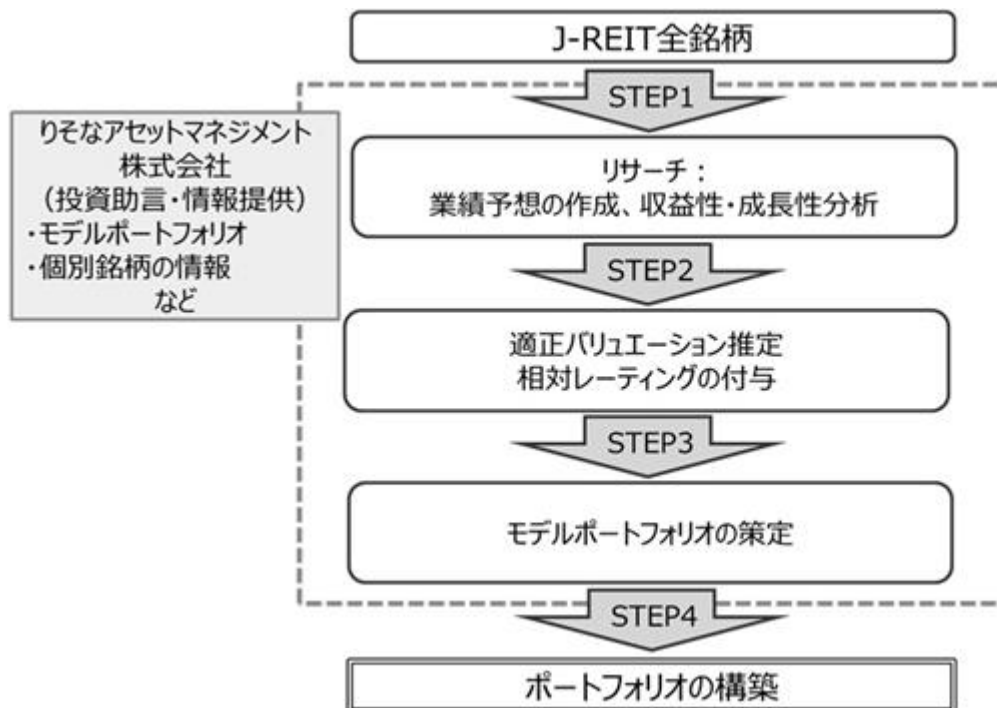 J-REIT全銘柄
STEP1
りそなアセットマネジメント
株式会社
（投資助言・情報提供）
・モデルポートフォリオ
・個別銘柄の情報
など
リサーチ：
業績予想の作成、収益性・成長性分析
STEP2
適正バリュエーション推定
相対レーティングの付与
STEP3
モデルポートフォリオの策定
STEP4
ポートフォリオの構築